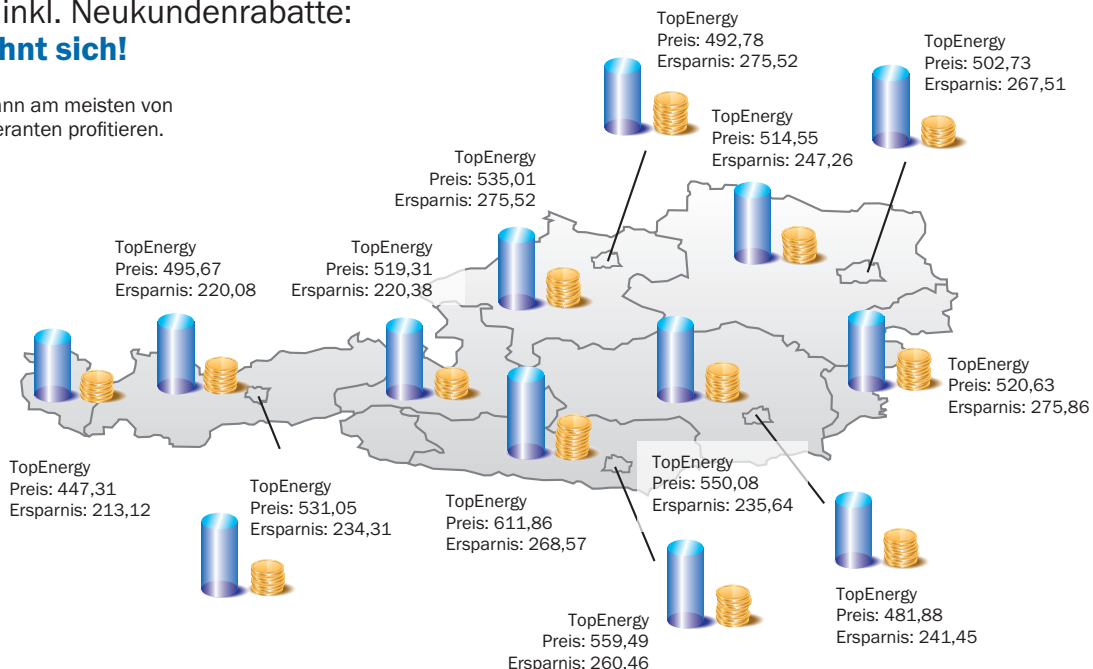 inkl. Neukundenrabatte:
hnt sich!
ann am meisten von
eranten profitieren.
TopEnergy
Preis: 492,78
Ersparnis: 275,52
TopEnergy
Preis: 502,73
Ersparnis: 267,51
TopEnergy
Preis: 514,55
Ersparnis: 247,26
TopEnergy
Preis: 535,01
Ersparnis: 275,52
TopEnergy
Preis: 495,67
Ersparnis: 220,08
TopEnergy
Preis: 519,31
Ersparnis: 220,38
TopEnergy
Preis: 520,63
Ersparnis: 275,86
TopEnergy
Preis: 447,31
Ersparnis: 213,12
TopEnergy
Preis: 531,05
Ersparnis: 234,31
TopEnergy
Preis: 611,86
Ersparnis: 268,57
TopEnergy
Preis: 550,08
Ersparnis: 235,64
TopEnergy
Preis: 559,49
Ersparnis: 260,46
TopEnergy
Preis: 481,88
Ersparnis: 241,45